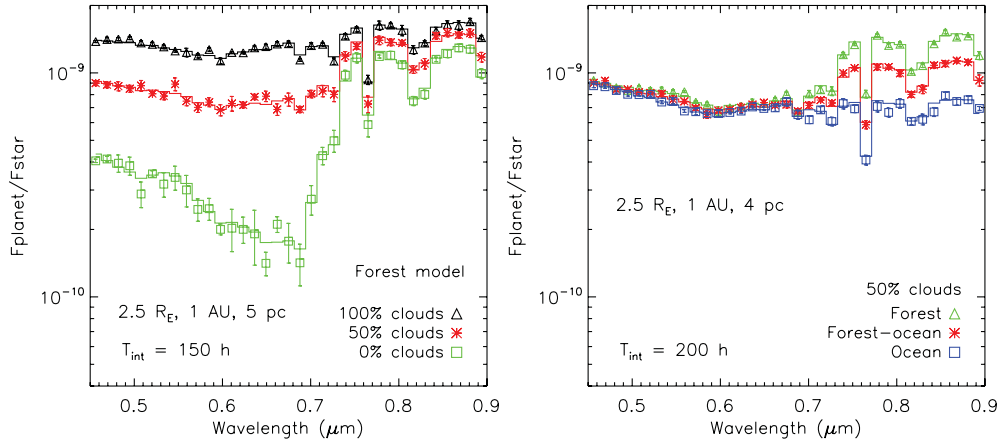 Fplanet/Fstar
10⁻⁹
10⁻¹⁰
Forest model
2.5 R_E, 1 AU, 5 pc
100% clouds
50% clouds
T_int = 150 h
0% clouds
0.5 0.6 0.7 0.8 0.9
Wavelength (μm)
Fplanet/Fstar
10⁻⁹
10⁻¹⁰
2.5 R_E, 1 AU, 4 pc
50% clouds
Forest
Forest-ocean
T_int = 200 h
Ocean
0.5 0.6 0.7 0.8 0.9
Wavelength (μm)